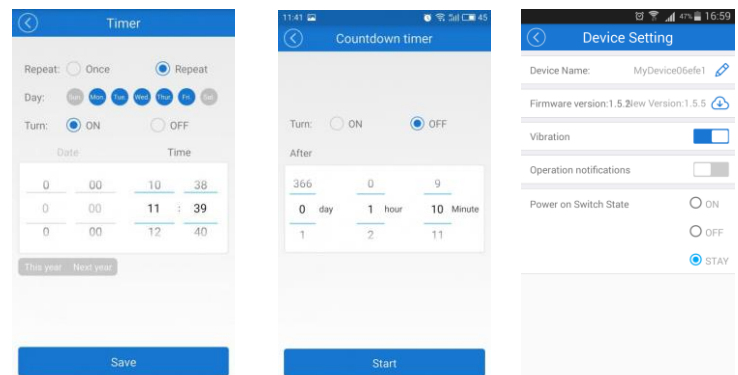 Timer
Repeat: Once Repeat
Day: Sun Mon Tue Wed Thur Fri Sat
Turn: ON OFF
Date Time
0 00 10 38
0 00 11 : 39
0 00 12 40
This year Next year
Save
11:41 5ıll 45
Countdown timer
Turn: ON OFF
After
366 0 9
0 day 1 hour 10 Minute
1 2 11
Start
47% 16:59
Device Setting
Device Name: MyDevice06efe1
Firmware version:1.5.2 New Version:1.5.5
Vibration
Operation notifications
Power on Switch State ON
OFF
STAY